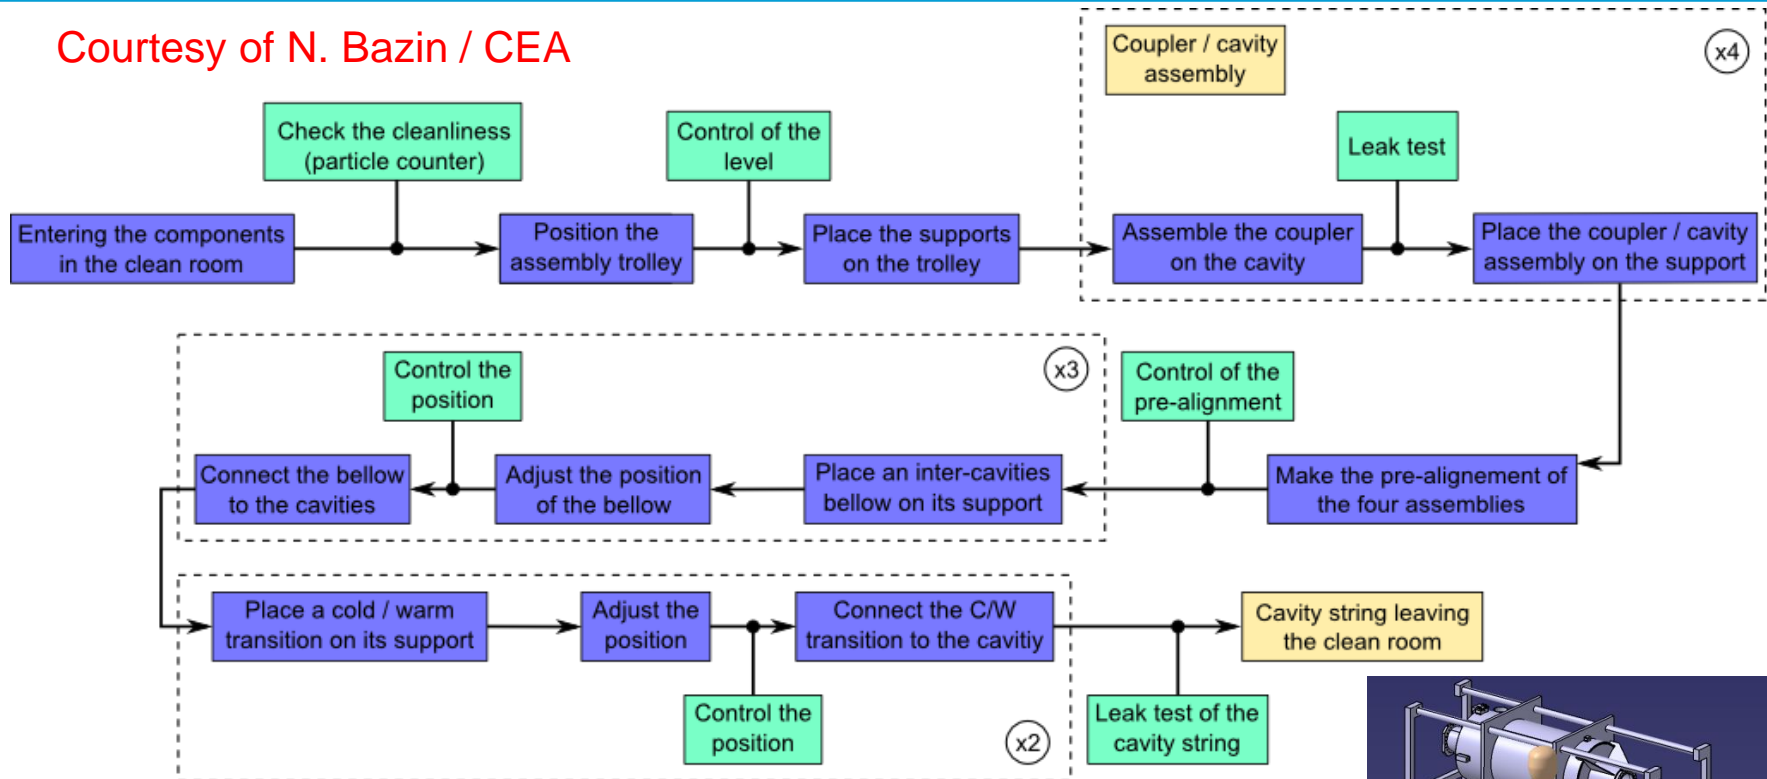 Courtesy of N. Bazin / CEA
Coupler / cavity
assembly
x4
Check the cleanliness
(particle counter)
Control of the
level
Leak test
Entering the components
in the clean room
Position the
assembly trolley
Place the supports
on the trolley
Assemble the coupler
on the cavity
Place the coupler / cavity
assembly on the support
Control the
position
x3
Control of the
pre-alignment
Connect the bellow
to the cavities
Adjust the position
of the bellow
Place an inter-cavities
bellow on its support
Make the pre-alignement of
the four assemblies
Place a cold / warm
transition on its support
Adjust the
position
Connect the C/W
transition to the cavitiy
Cavity string leaving
the clean room
Control the
position
x2
Leak test of the
cavity string